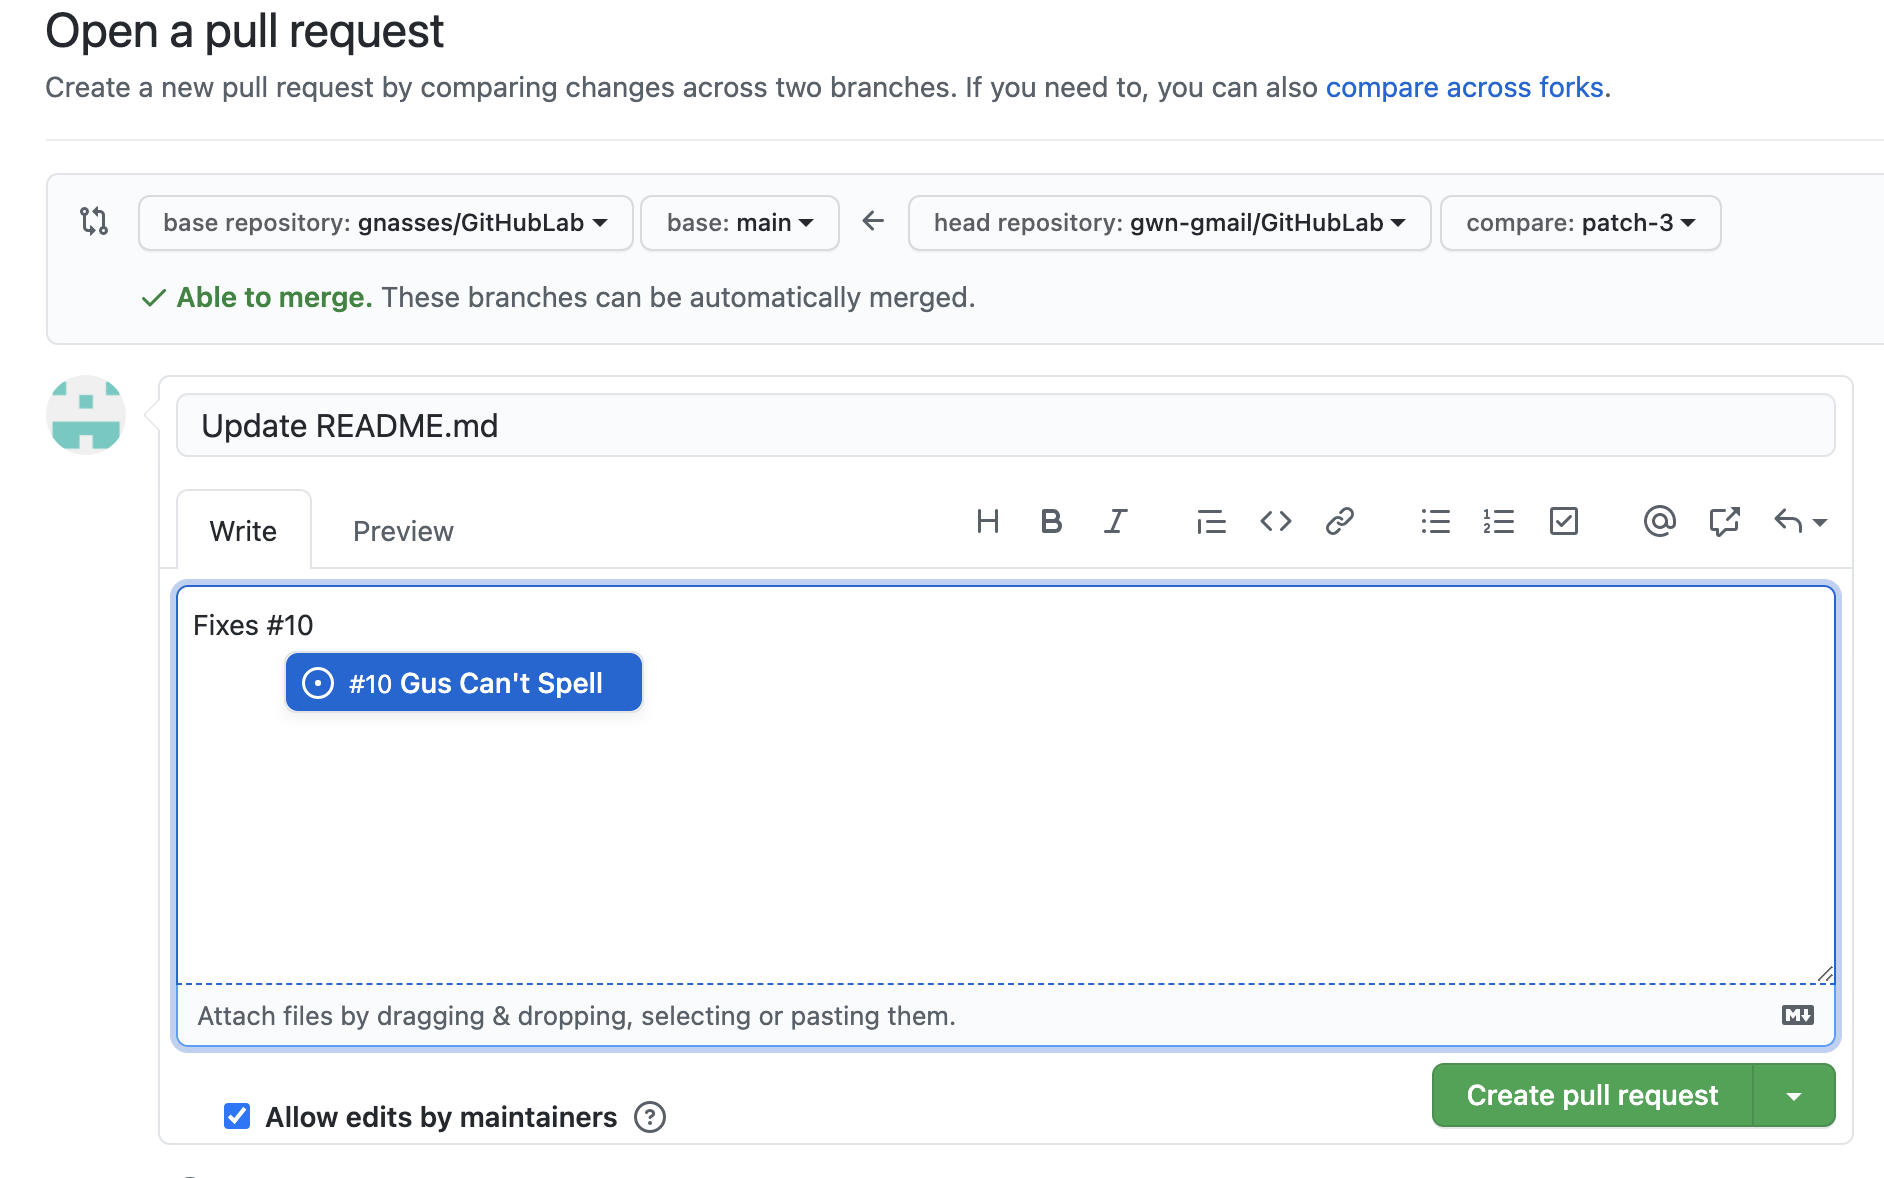 Open a pull request
Create a new pull request by comparing changes across two branches. If you need to, you can also compare across forks.
base repository: gnasses/GitHubLab base: main head repository: gwn-gmail/GitHubLab compare: patch-3
Able to merge. These branches can be automatically merged.
Update README.md
Write Preview
Fixes #10
#10 Gus Can't Spell
Attach files by dragging & dropping, selecting or pasting them.
Create pull request
Allow edits by maintainers